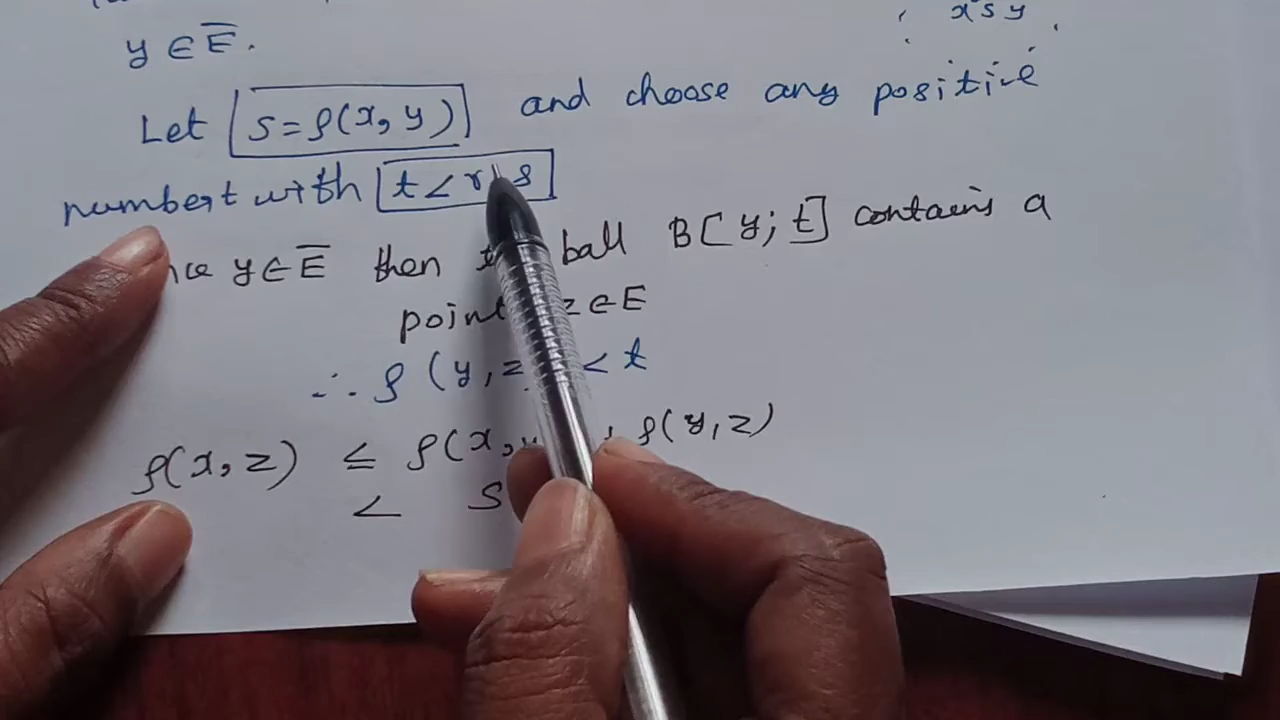 x s y
y ∈ E̅.
Let s = ρ(x, y) and choose any positive
number t with t < r s
y ∈ E̅ then ball B[y; t] contains a
point z ∈ E
∴ ρ(y, z < t
ρ(x, z) ≤ ρ(x, y ρ(y, z)
< s